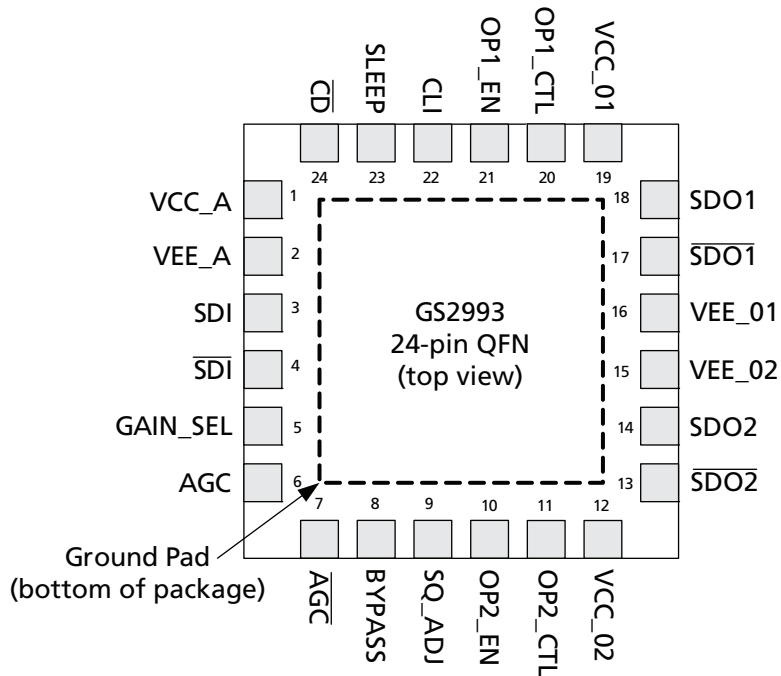 CD
SLEEP
CLI
OP1_EN
OP1_CTL
VCC_01
24
23
22
21
20
19
VCC_A
1
18
SDO1
VEE_A
2
17
SDO1
SDI
3
16
VEE_01
GS2993
24-pin QFN
(top view)
SDI
4
15
VEE_02
GAIN_SEL
5
14
SDO2
AGC
6
13
SDO2
7
8
9
10
11
12
Ground Pad
(bottom of package)
AGC
BYPASS
SQ_ADJ
OP2_EN
OP2_CTL
VCC_02